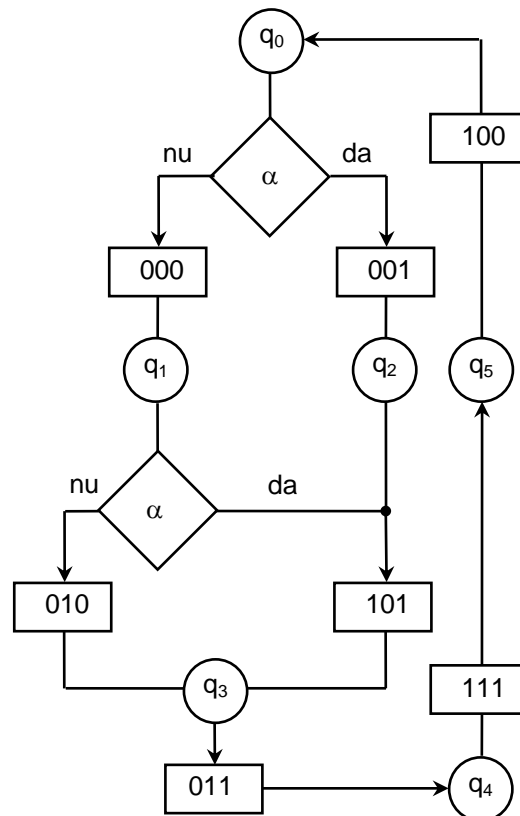 q0
100
nu α da
000 001
q1 q2 q5
nu α da
010 101
q3 111
011 q4